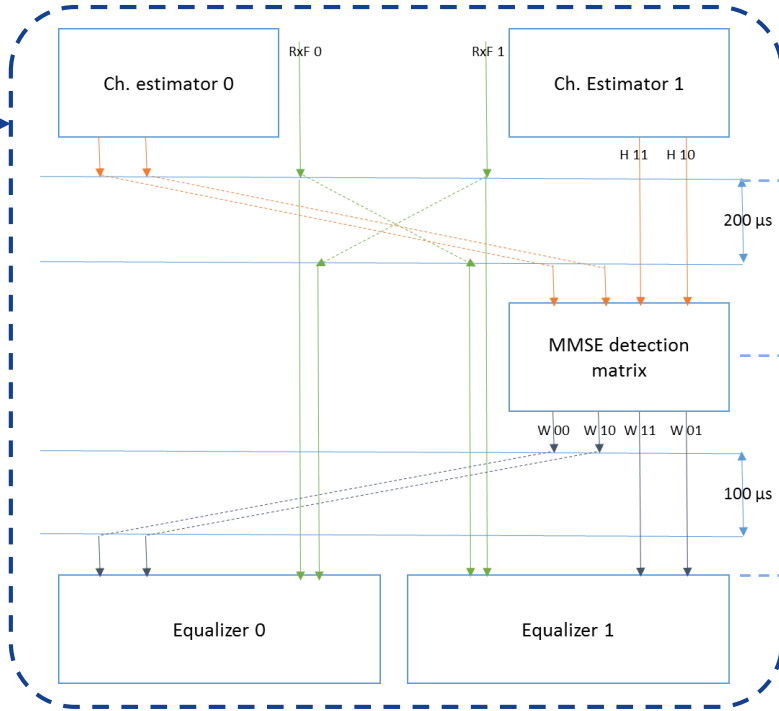 Ch. estimator 0
RxF 0
RxF 1
Ch. Estimator 1
H 11
H 10
200 µs
MMSE detection
matrix
W 00
W 10
W 11
W 01
100 µs
Equalizer 0
Equalizer 1